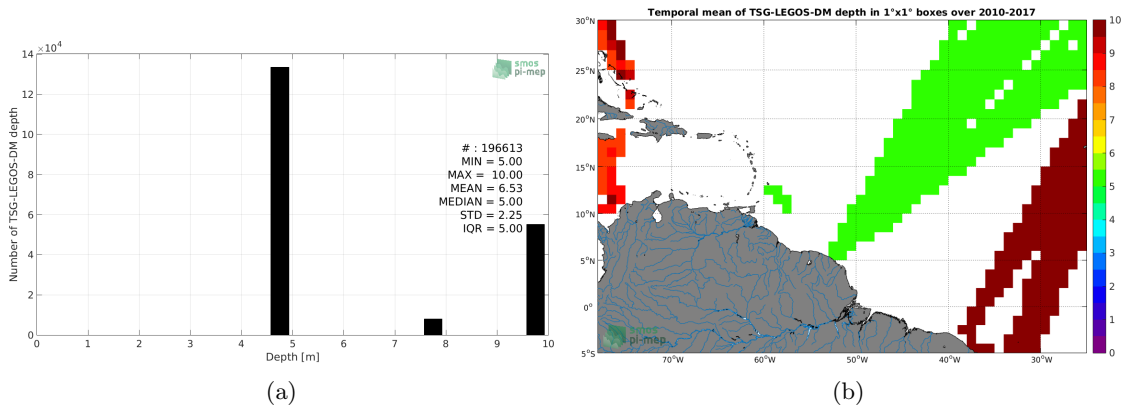 ×10⁴
14
12
10
8
6
4
2
0
Number of TSG-LEGOS-DM depth
smos
pi-mep
# : 196613
MIN = 5.00
MAX = 10.00
MEAN = 6.53
MEDIAN = 5.00
STD = 2.25
IQR = 5.00
0 1 2 3 4 5 6 7 8 9 10
Depth [m]
(a)
Temporal mean of TSG-LEGOS-DM depth in 1°x1° boxes over 2010-2017
30°N
25°N
20°N
15°N
10°N
5°N
0°
5°S
70°W 60°W 50°W 40°W 30°W
smos
pi-mep
10
9
8
7
6
5
4
3
2
1
0
(b)